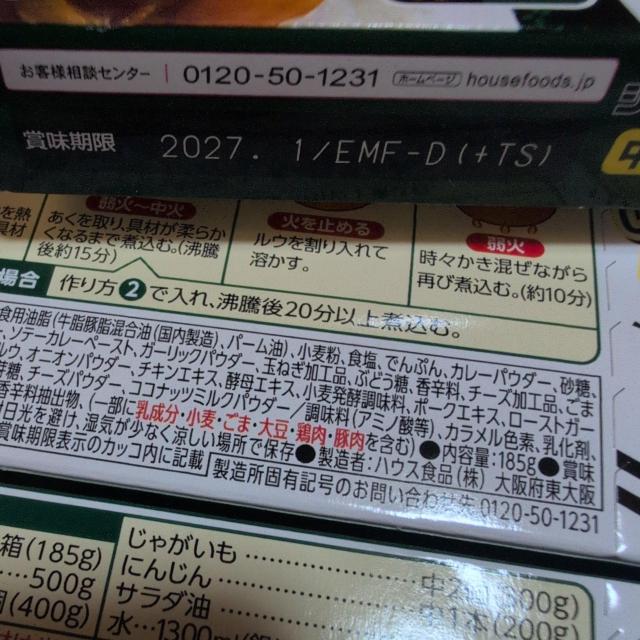 お客様相談センター 0120-50-1231 ホームページ housefoods.jp
賞味期限 2027. 1/EMF-D(+TS)
弱火〜中火
あくを取り、具材が柔らか
くなるまで煮込む。(沸騰
後約15分)
火を止める
ルウを割り入れて
溶かす。
弱火
時々かき混ぜながら
再び煮込む。(約10分)
場合 作り方2で入れ、沸騰後20分以上煮込む。
食用油脂(牛脂豚脂混合油(国内製造)、パーム油)、小麦粉、食塩、でんぷん、カレーパウダー、砂糖、
ソテーカレーペースト、ガーリックパウダー、玉ねぎ加工品、ぶどう糖、香辛料、チーズ加工品、ごま
オニオンパウダー、チキンエキス、酵母エキス、小麦発酵調味料、ポークエキス、ローストガー
チーズパウダー、ココナッツミルクパウダー/調味料(アミノ酸等)、カラメル色素、乳化剤、
香辛料抽出物、(一部に乳成分・小麦・ごま・大豆・鶏肉・豚肉を含む)●内容量:185g●賞味
日光を避け、湿気が少なく涼しい場所で保存●製造者:ハウス食品(株) 大阪府東大阪
賞味期限表示のカッコ内に記載 製造所固有記号のお問い合わせ先 0120-50-1231
箱(185g)
500g
(400g)
じゃがいも
にんじん
サラダ油
水…1300ml
(200g)